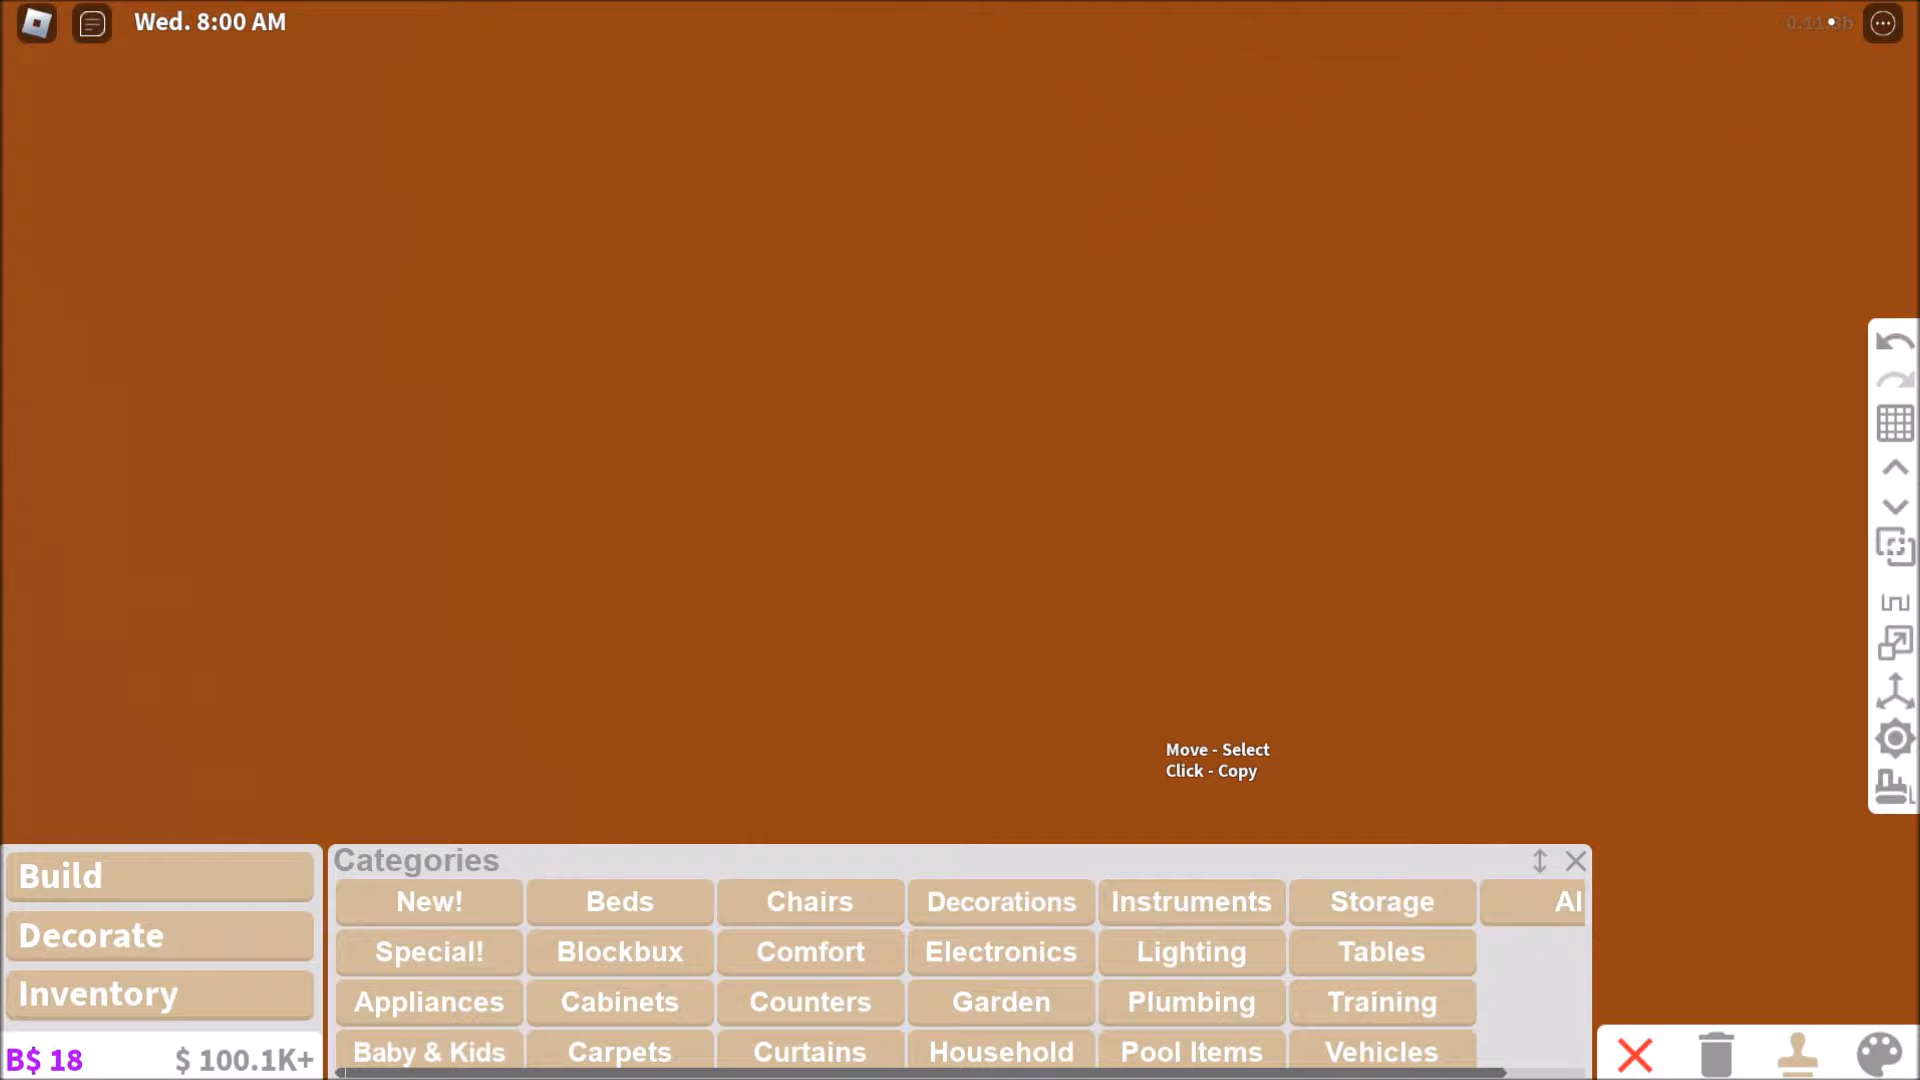 Wed. 8:00 AM
Move - Select
Click - Copy
Build
Decorate
Inventory
B$ 18
$ 100.1K+
Categories
New! Beds Chairs Decorations Instruments Storage Al
Special! Blockbux Comfort Electronics Lighting Tables
Appliances Cabinets Counters Garden Plumbing Training
Baby & Kids Carpets Curtains Household Pool Items Vehicles